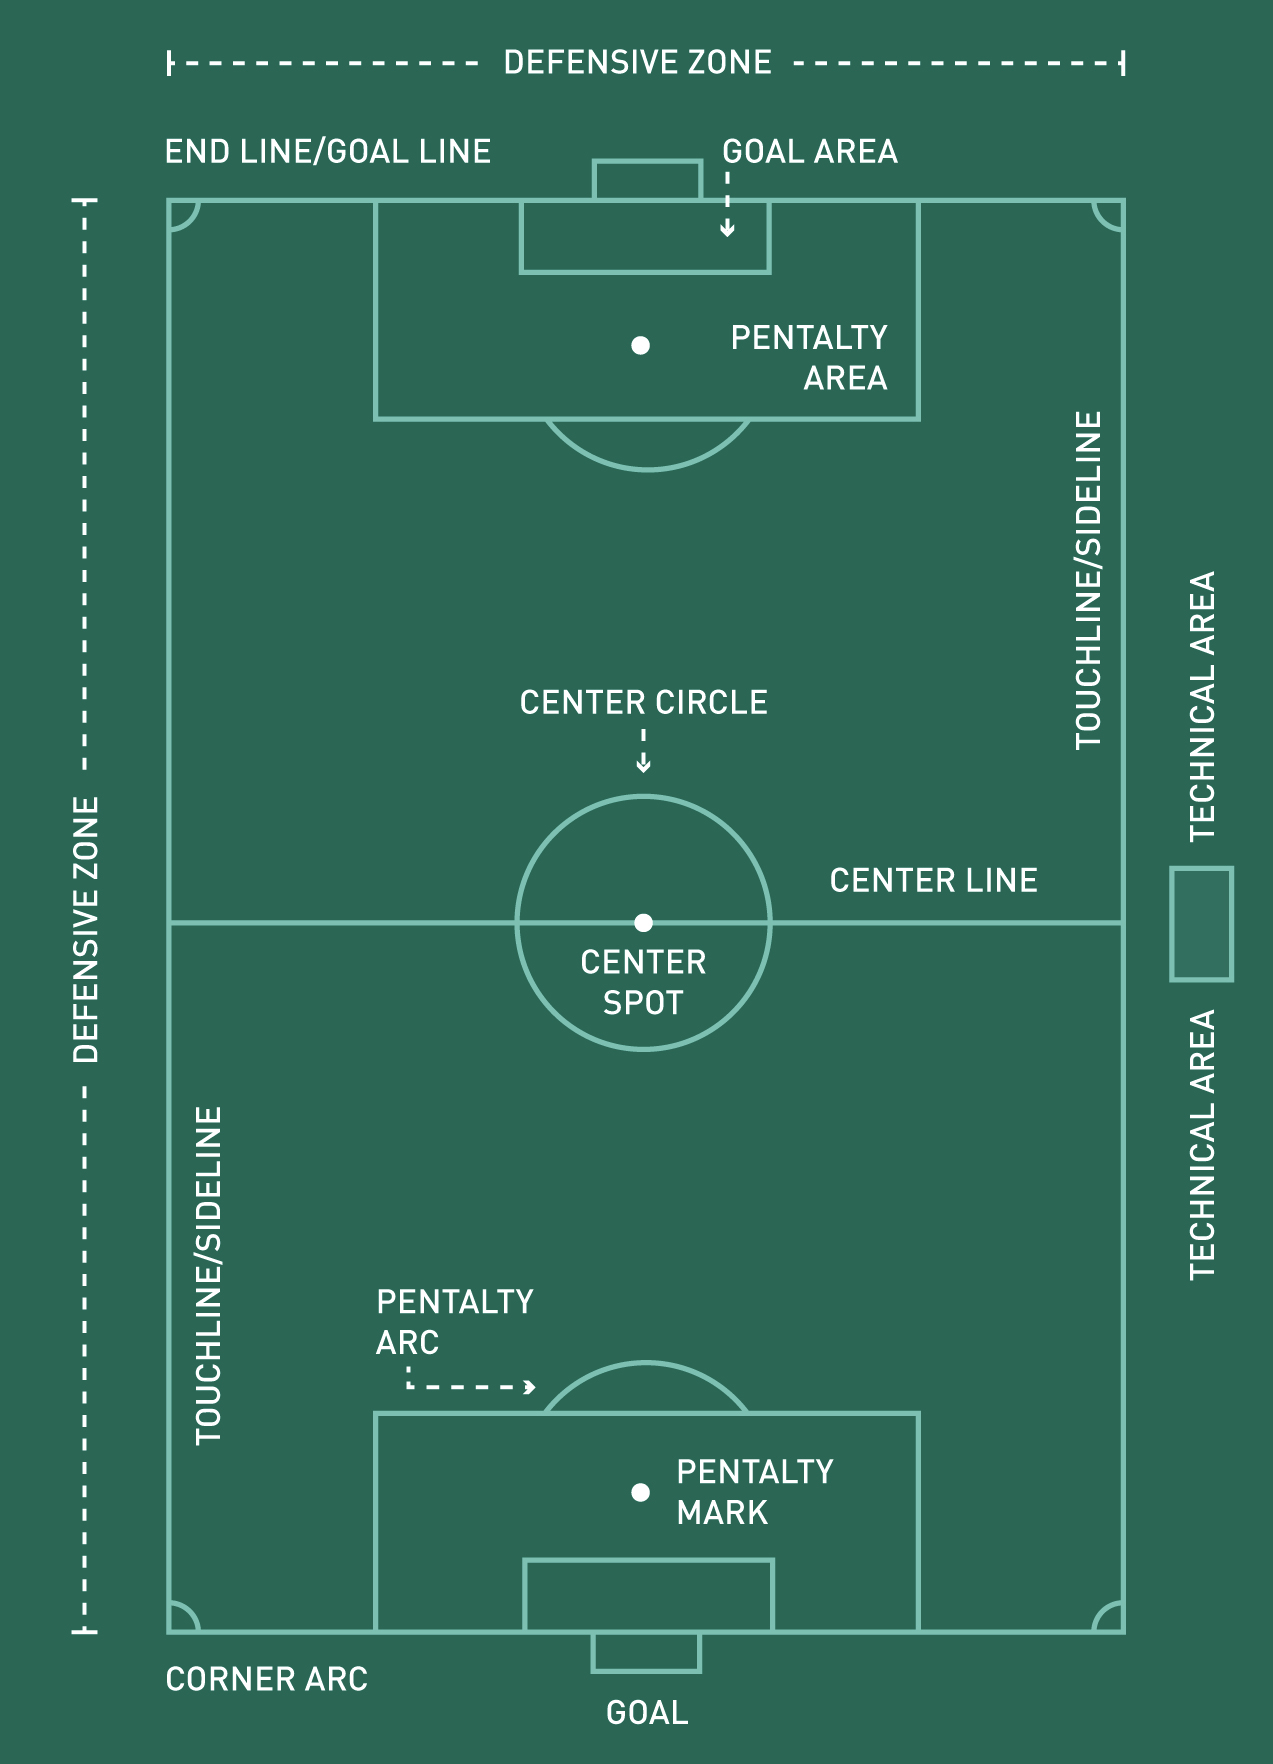 DEFENSIVE ZONE
END LINE/GOAL LINE
GOAL AREA
PENTALTY
AREA
TOUCHLINE/SIDELINE
TECHNICAL AREA
CENTER CIRCLE
DEFENSIVE ZONE
CENTER LINE
CENTER
SPOT
TECHNICAL AREA
TOUCHLINE/SIDELINE
PENTALTY
ARC
PENTALTY
MARK
CORNER ARC
GOAL